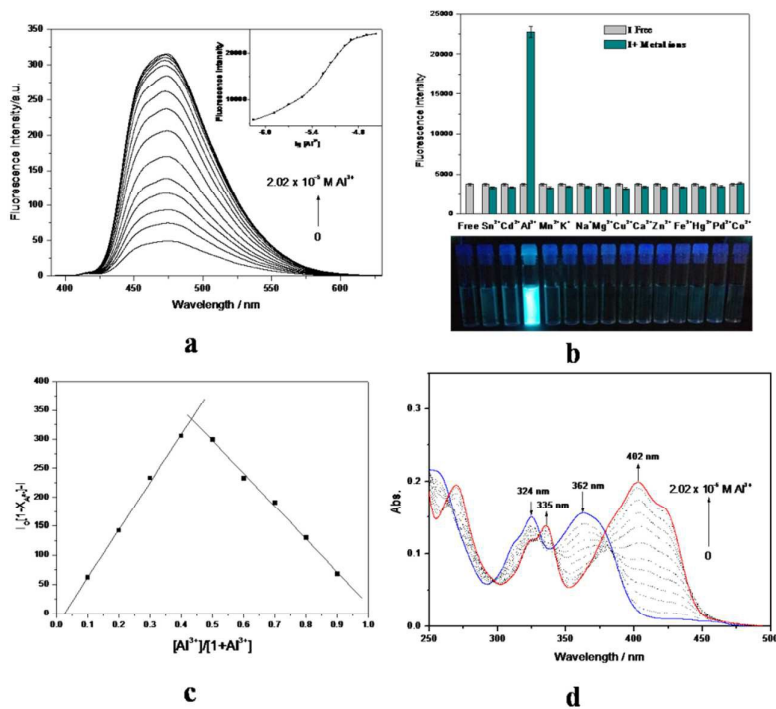 350
300
250
200
150
100
50
0
400
450
500
550
600
Fluorescence Intensity/a.u.
Wavelength / nm
24000
16000
10000
Fluorescence Intensity
-6.0
-5.4
-4.8
lg [Al³⁺]
2.02 x 10⁻⁵ M Al³⁺
0
a
25000
20000
15000
10000
5000
0
Fluorescence Intensity
1 Free
1+ Metal ions
Free Sn²⁺ Cd²⁺ Al³⁺ Mn²⁺ K⁺ Na⁺ Mg²⁺ Cu²⁺ Ca²⁺ Zn²⁺ Fe³⁺ Hg²⁺ Pd²⁺ Co²⁺
b
400
350
300
250
200
150
100
50
0
0.0 0.1 0.2 0.3 0.4 0.5 0.6 0.7 0.8 0.9 1.0
[Al³⁺]/[1+Al³⁺]
c
0.3
0.2
0.1
0.0
Abs.
324 nm
335 nm
362 nm
402 nm
2.02 x 10⁻⁵ M Al³⁺
0
250 300 350 400 450 500
Wavelength / nm
d